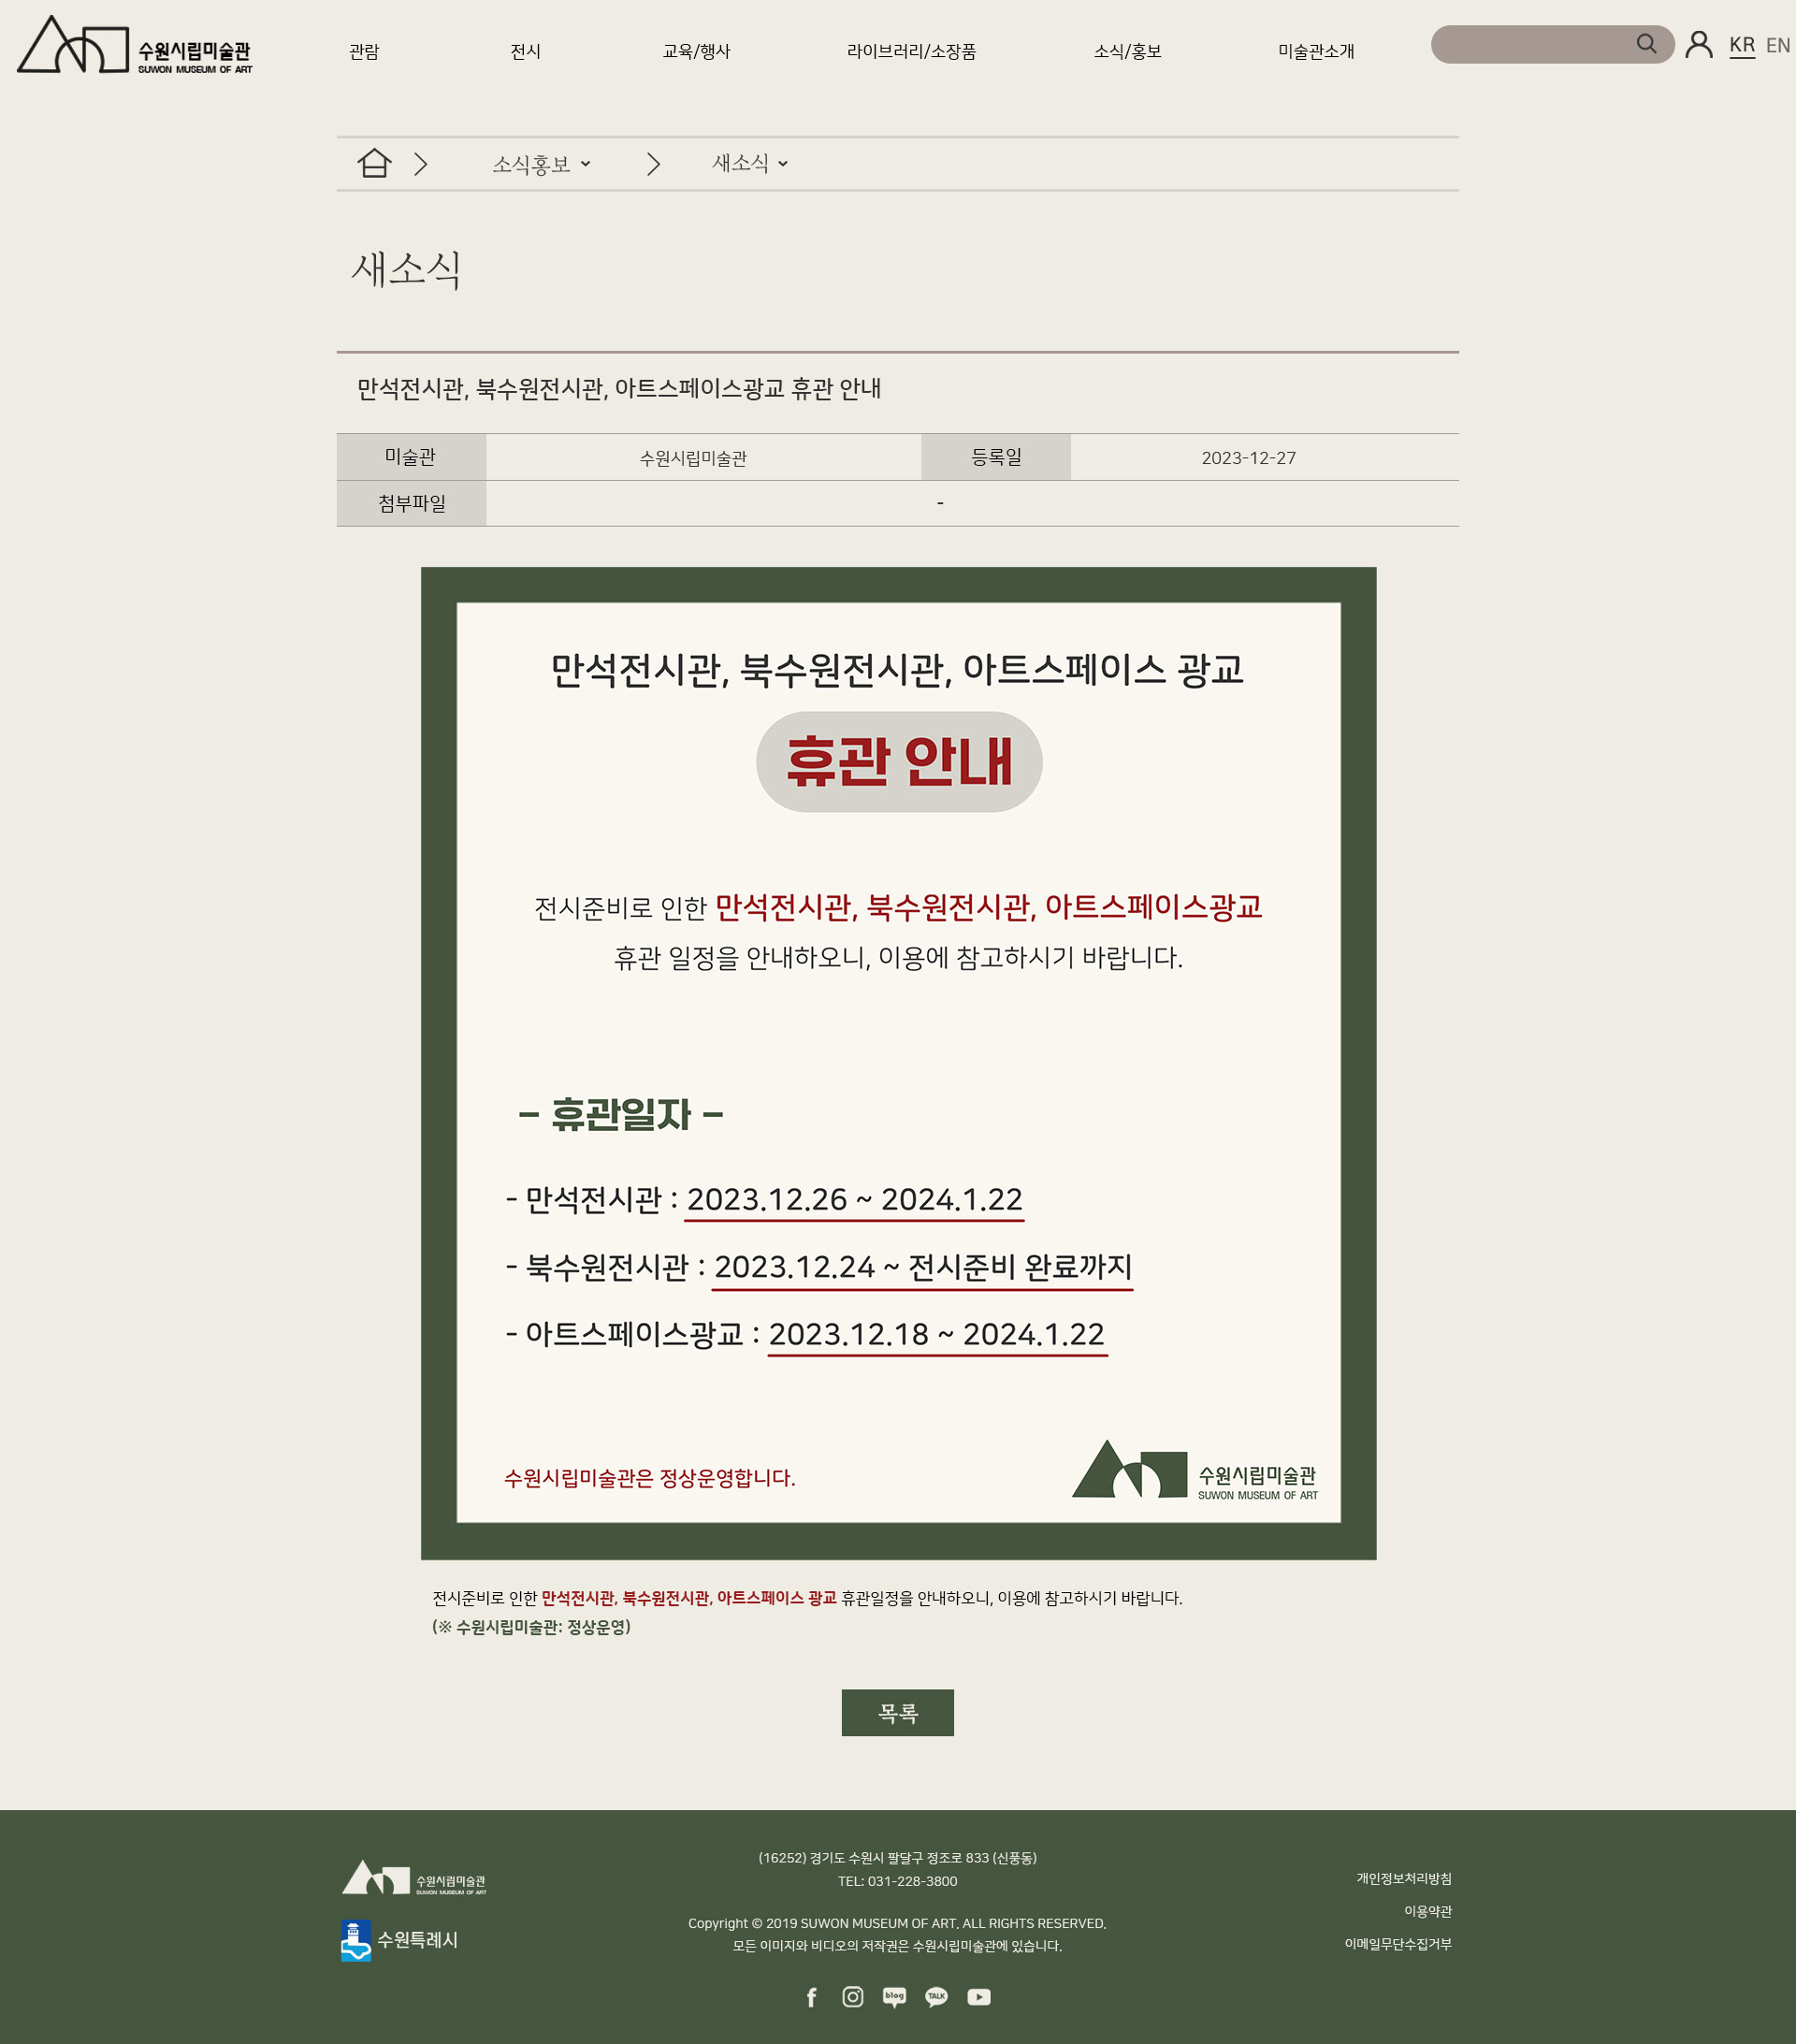 수원시립미술관
SUWON MUSEUM OF ART
관람
전시
교육/행사
라이브러리/소장품
소식/홍보
미술관소개
KR
EN
소식홍보
새소식
새소식
만석전시관, 북수원전시관, 아트스페이스광교 휴관 안내
미술관
수원시립미술관
등록일
2023-12-27
첨부파일
-
만석전시관, 북수원전시관, 아트스페이스 광교
휴관 안내
전시준비로 인한 만석전시관, 북수원전시관, 아트스페이스광교
휴관 일정을 안내하오니, 이용에 참고하시기 바랍니다.
- 휴관일자 -
- 만석전시관 : 2023.12.26 ~ 2024.1.22
- 북수원전시관 : 2023.12.24 ~ 전시준비 완료까지
- 아트스페이스광교 : 2023.12.18 ~ 2024.1.22
수원시립미술관은 정상운영합니다.
수원시립미술관
SUWON MUSEUM OF ART
전시준비로 인한 만석전시관, 북수원전시관, 아트스페이스 광교 휴관일정을 안내하오니, 이용에 참고하시기 바랍니다.
(※ 수원시립미술관: 정상운영)
목록
수원시립미술관
SUWON MUSEUM OF ART
수원특례시
(16252) 경기도 수원시 팔달구 정조로 833 (신풍동)
TEL: 031-228-3800
Copyright © 2019 SUWON MUSEUM OF ART. ALL RIGHTS RESERVED.
모든 이미지와 비디오의 저작권은 수원시립미술관에 있습니다.
blog
TALK
개인정보처리방침
이용약관
이메일무단수집거부